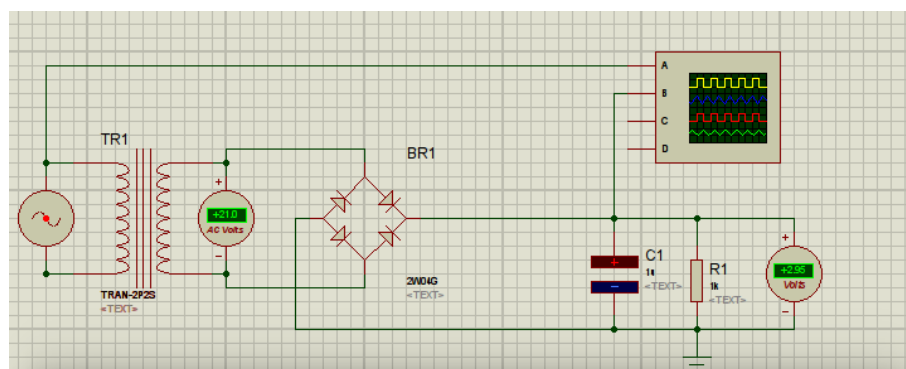 A
B
C
D
TR1
BR1
+
+21.0
AC Volts
-
TRAN-2P2S
<TEXT>
2W04G
<TEXT>
C1
1u
<TEXT>
R1
1k
<TEXT>
+
+2.95
Volts
-